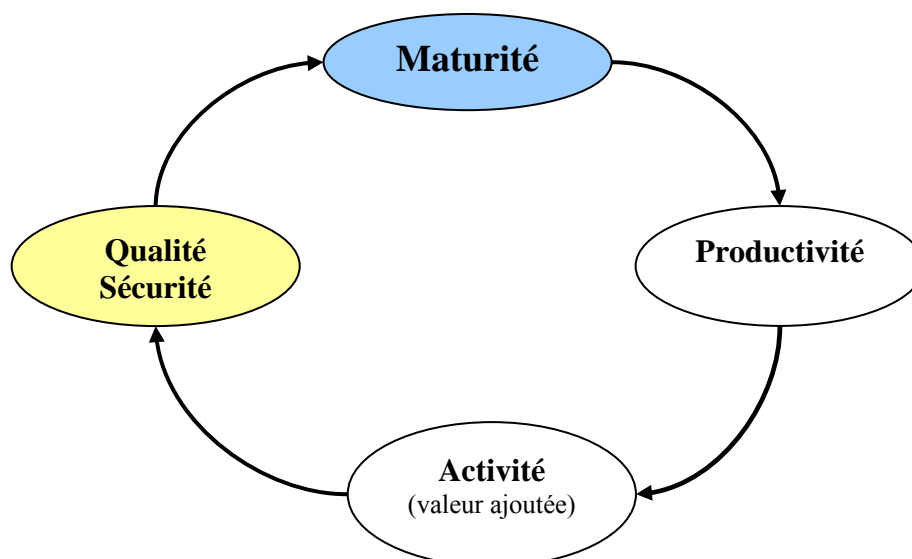 Maturité
Productivité
Activité
(valeur ajoutée)
Qualité
Sécurité